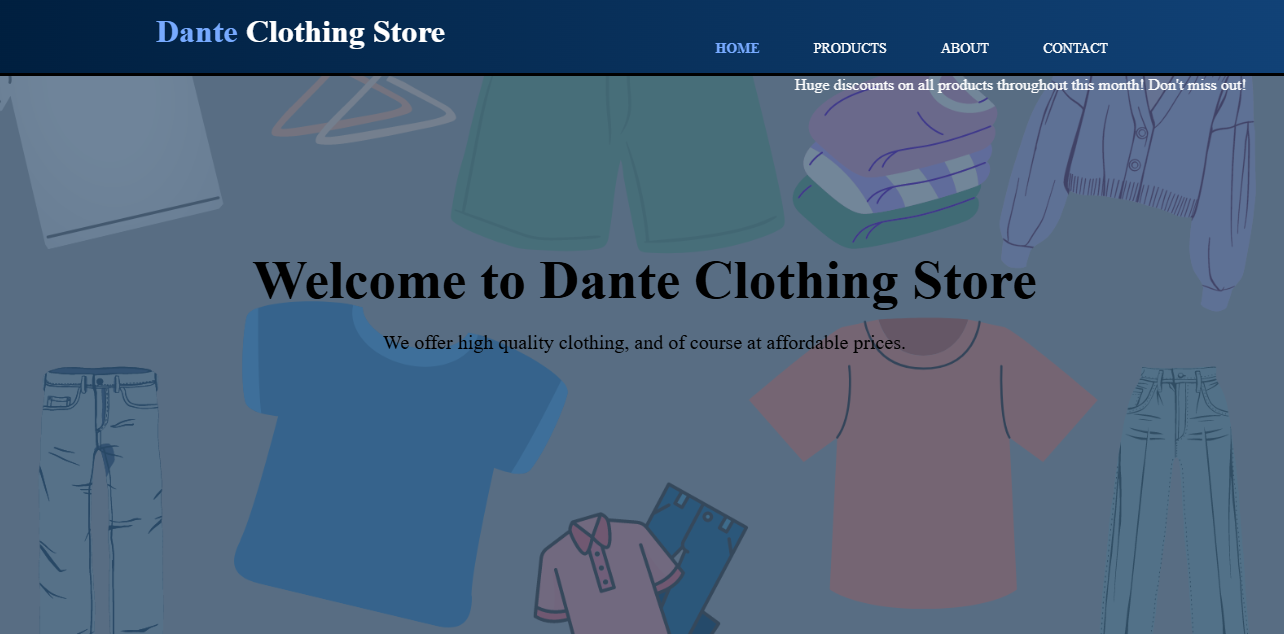 Dante Clothing Store
HOME PRODUCTS ABOUT CONTACT
Huge discounts on all products throughout this month! Don't miss out!
Welcome to Dante Clothing Store
We offer high quality clothing, and of course at affordable prices.